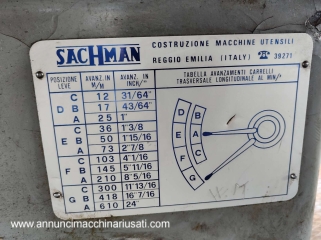 SACHMAN
COSTRUZIONE MACCHINE UTENSILI
REGGIO EMILIA (ITALY) ☎ 39271
POSIZIONE LEVE AVANZ. IN M/M AVANZ. IN INCH/"
TABELLA AVANZAMENTI CARRELLI
TRASVERSALE LONGITUDINALE AL MIN/'
D C 12 31/64"
B 17 43/64"
A 25 1"
E C 36 1"3/8
B 50 1"15/16
A 73 2"7/8
F C 103 4"1/16
B 145 5"11/16
A 210 8"5/16
G C 300 11"13/16
B 418 16"7/16
A 610 24"
D
E
F
G
C
B
A
www.annuncimacchinariusati.com